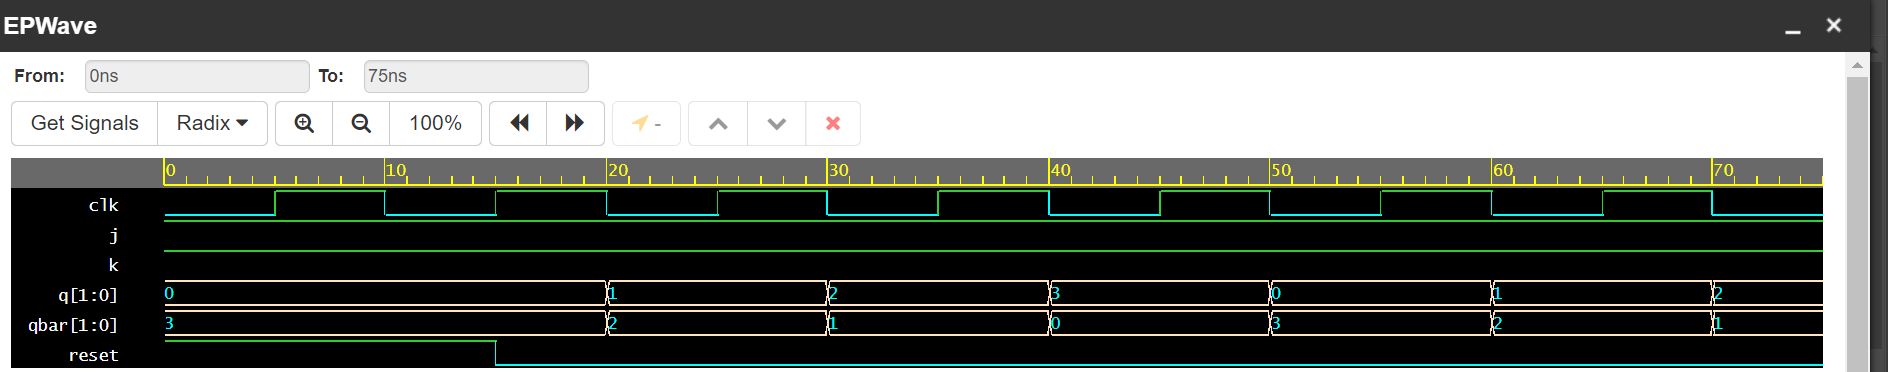 EPWave
From: 0ns To: 75ns
Get Signals Radix 100% -
0 10 20 30 40 50 60 70
clk
j
k
q[1:0] 0 1 2 3 0 1 2
qbar[1:0] 3 2 1 0 3 2 1
reset